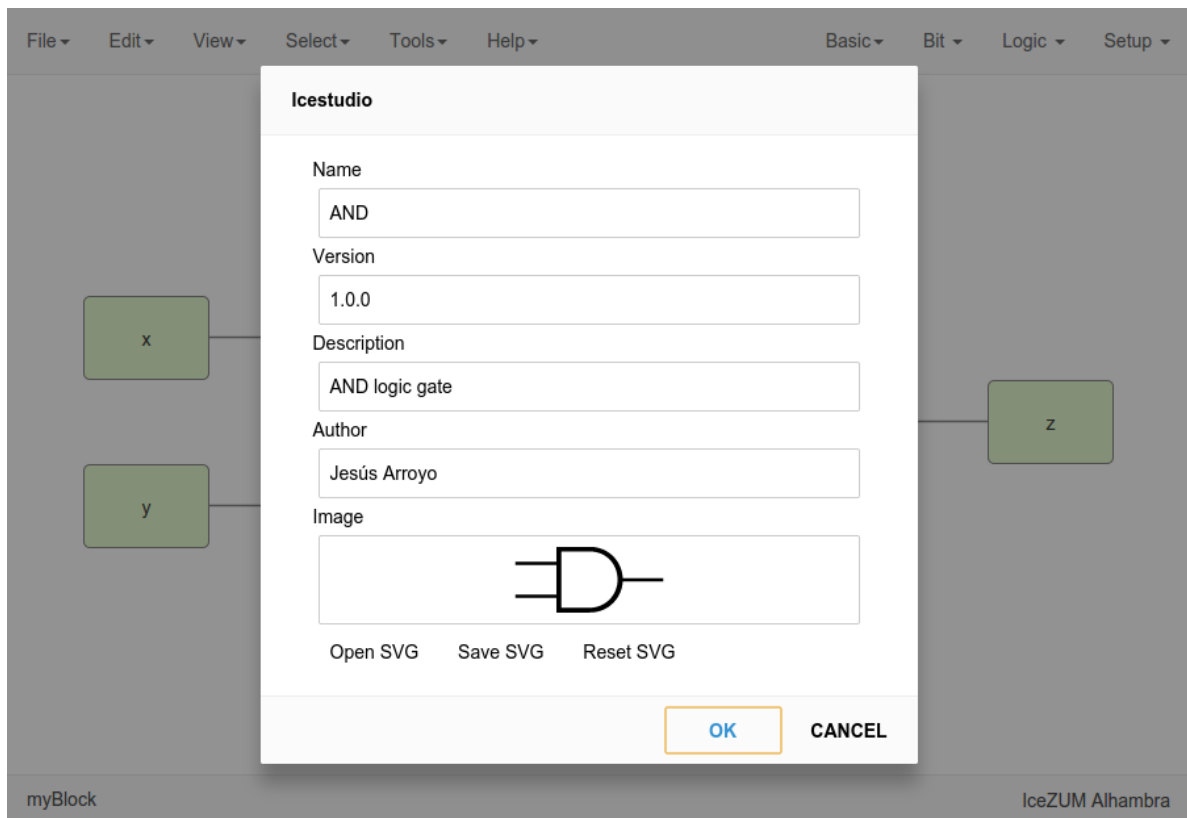 File Edit View Select Tools Help Basic Bit Logic Setup
Icestudio
Name
AND
Version
1.0.0
x
Description
AND logic gate
z
Author
Jesús Arroyo
y
Image
Open SVG Save SVG Reset SVG
OK CANCEL
myBlock IceZUM Alhambra